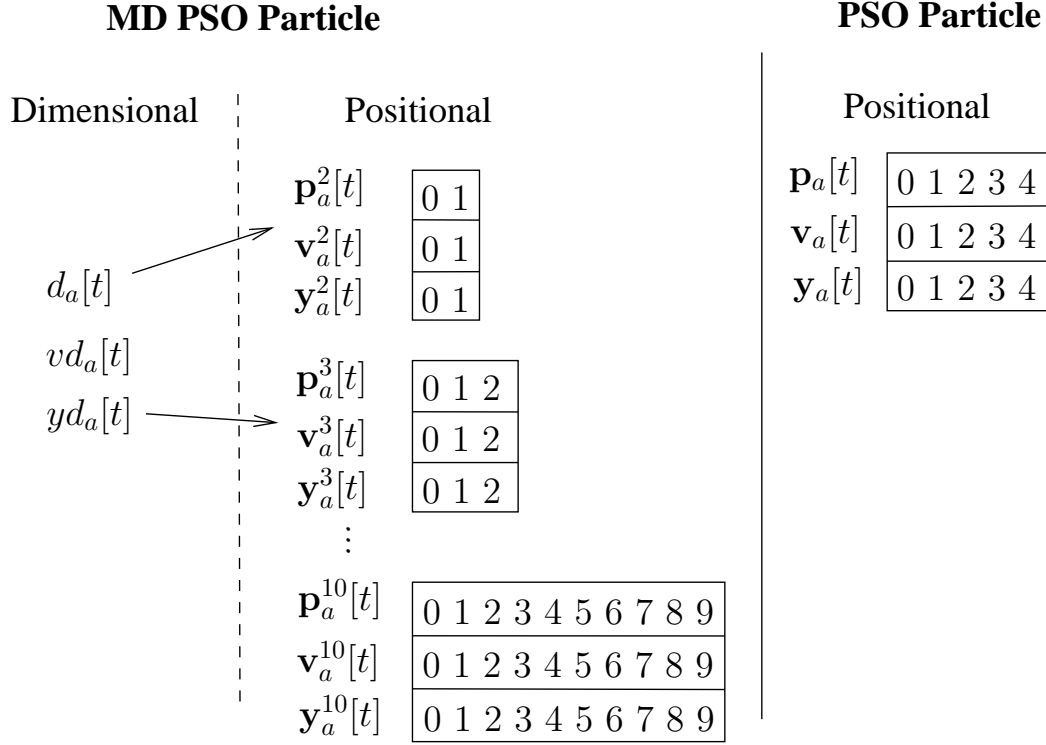 MD PSO Particle
PSO Particle
Dimensional
Positional
Positional
d_a[t]
vd_a[t]
yd_a[t]
p_a^2[t] 0 1
v_a^2[t] 0 1
y_a^2[t] 0 1
p_a^3[t] 0 1 2
v_a^3[t] 0 1 2
y_a^3[t] 0 1 2
⋮
p_a^10[t] 0 1 2 3 4 5 6 7 8 9
v_a^10[t] 0 1 2 3 4 5 6 7 8 9
y_a^10[t] 0 1 2 3 4 5 6 7 8 9
p_a[t] 0 1 2 3 4
v_a[t] 0 1 2 3 4
y_a[t] 0 1 2 3 4